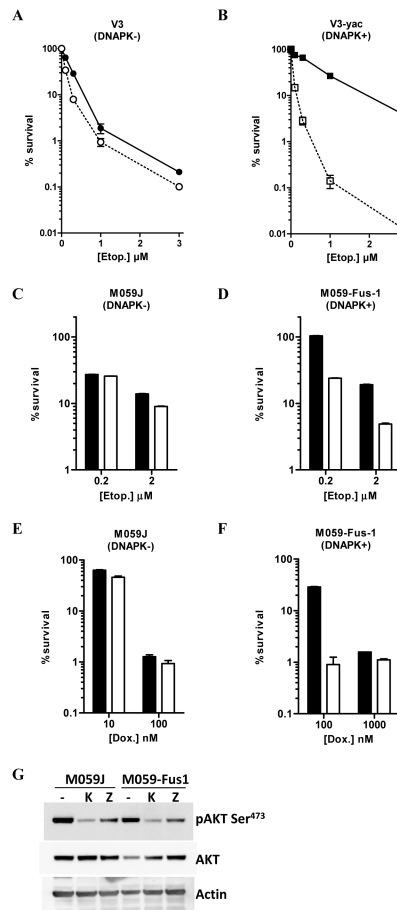 A
V3
(DNAPK-)
% survival
100
10
1
0.1
0.01
0
1
2
3
[Etop.] µM
B
V3-yac
(DNAPK+)
% survival
100
10
1
0.1
0.01
0
1
2
[Etop.] µM
C
M059J
(DNAPK-)
% survival
100
10
1
0.2
2
[Etop.] µM
D
M059-Fus-1
(DNAPK+)
% survival
100
10
1
0.2
2
[Etop.] µM
E
M059J
(DNAPK-)
% survival
100
10
1
0.1
10
100
[Dox.] nM
F
M059-Fus-1
(DNAPK+)
% survival
100
10
1
0.1
100
1000
[Dox.] nM
G
M059J M059-Fus1
- K Z - K Z
pAKT Ser473
AKT
Actin